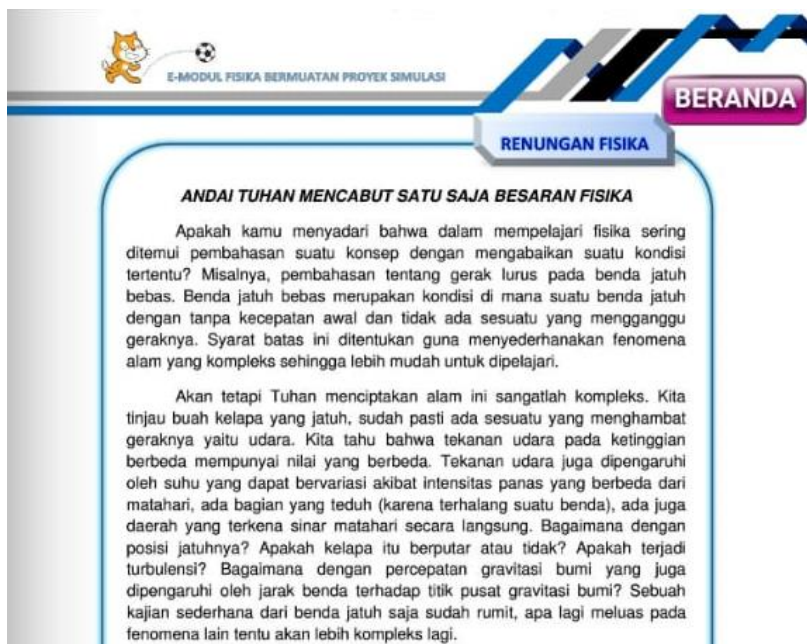 E-MODUL FISIKA BERMUATAN PROYEK SIMULASI
BERANDA
RENUNGAN FISIKA
ANDAI TUHAN MENCABUT SATU SAJA BESARAN FISIKA
Apakah kamu menyadari bahwa dalam mempelajari fisika sering
ditemui pembahasan suatu konsep dengan mengabaikan suatu kondisi
tertentu? Misalnya, pembahasan tentang gerak lurus pada benda jatuh
bebas. Benda jatuh bebas merupakan kondisi di mana suatu benda jatuh
dengan tanpa kecepatan awal dan tidak ada sesuatu yang mengganggu
geraknya. Syarat batas ini ditentukan guna menyederhanakan fenomena
alam yang kompleks sehingga lebih mudah untuk dipelajari.
Akan tetapi Tuhan menciptakan alam ini sangatlah kompleks. Kita
tinjau buah kelapa yang jatuh, sudah pasti ada sesuatu yang menghambat
geraknya yaitu udara. Kita tahu bahwa tekanan udara pada ketinggian
berbeda mempunyai nilai yang berbeda. Tekanan udara juga dipengaruhi
oleh suhu yang dapat bervariasi akibat intensitas panas yang berbeda dari
matahari, ada bagian yang teduh (karena terhalang suatu benda), ada juga
daerah yang terkena sinar matahari secara langsung. Bagaimana dengan
posisi jatuhnya? Apakah kelapa itu berputar atau tidak? Apakah terjadi
turbulensi? Bagaimana dengan percepatan gravitasi bumi yang juga
dipengaruhi oleh jarak benda terhadap titik pusat gravitasi bumi? Sebuah
kajian sederhana dari benda jatuh saja sudah rumit, apa lagi meluas pada
fenomena lain tentu akan lebih kompleks lagi.